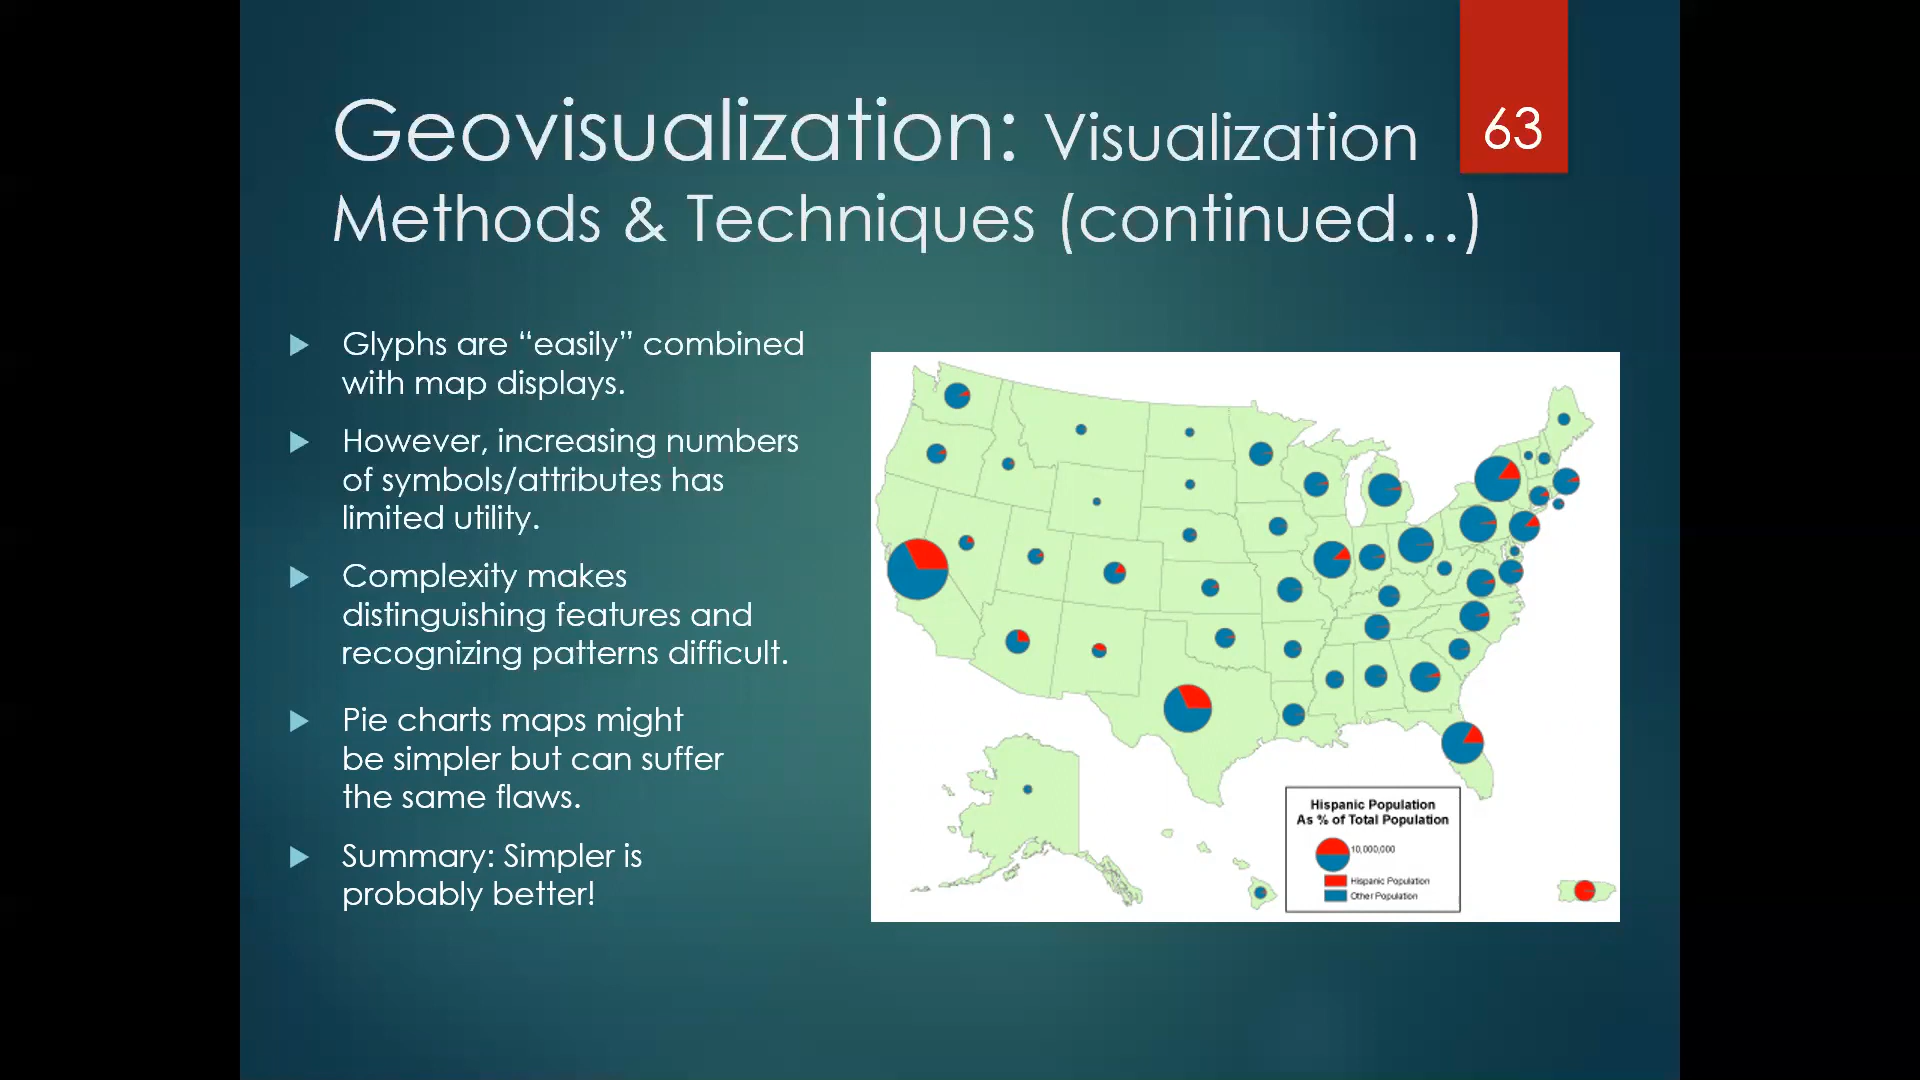 Geovisualization: Visualization
Methods & Techniques (continued…)
63
Glyphs are “easily” combined
with map displays.
However, increasing numbers
of symbols/attributes has
limited utility.
Complexity makes
distinguishing features and
recognizing patterns difficult.
Pie charts maps might
be simpler but can suffer
the same flaws.
Summary: Simpler is
probably better!
Hispanic Population
As % of Total Population
10,000,000
Hispanic Population
Other Population